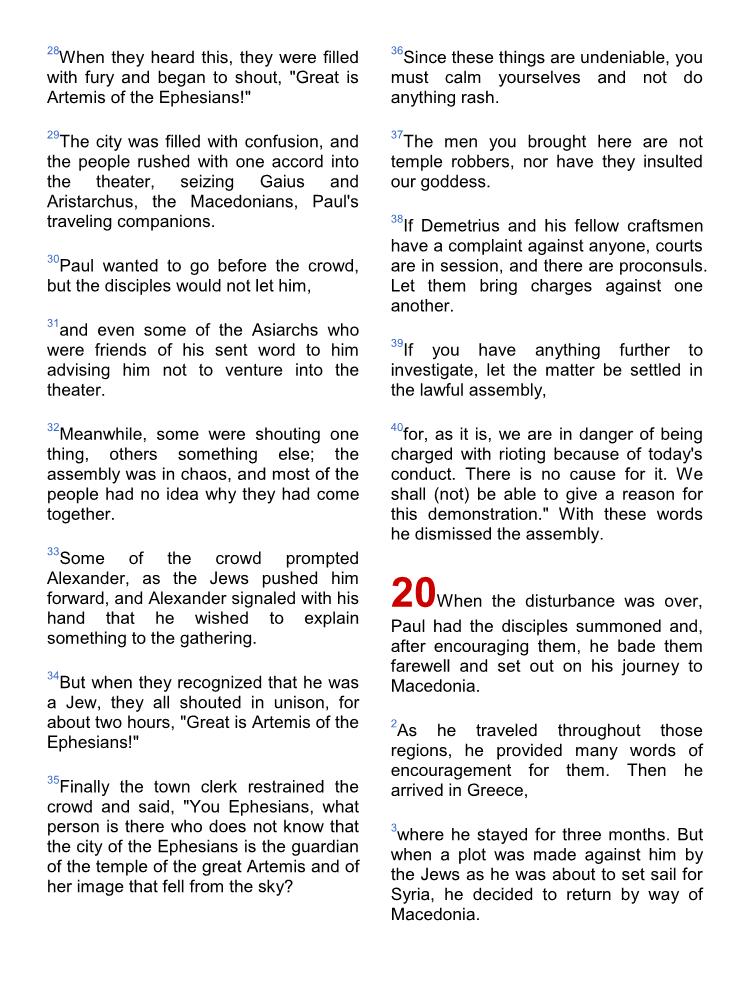 28When they heard this, they were filled
with fury and began to shout, "Great is
Artemis of the Ephesians!"
29The city was filled with confusion, and
the people rushed with one accord into
the theater, seizing Gaius and
Aristarchus, the Macedonians, Paul's
traveling companions.
30Paul wanted to go before the crowd,
but the disciples would not let him,
31and even some of the Asiarchs who
were friends of his sent word to him
advising him not to venture into the
theater.
32Meanwhile, some were shouting one
thing, others something else; the
assembly was in chaos, and most of the
people had no idea why they had come
together.
33Some of the crowd prompted
Alexander, as the Jews pushed him
forward, and Alexander signaled with his
hand that he wished to explain
something to the gathering.
34But when they recognized that he was
a Jew, they all shouted in unison, for
about two hours, "Great is Artemis of the
Ephesians!"
35Finally the town clerk restrained the
crowd and said, "You Ephesians, what
person is there who does not know that
the city of the Ephesians is the guardian
of the temple of the great Artemis and of
her image that fell from the sky?
36Since these things are undeniable, you
must calm yourselves and not do
anything rash.
37The men you brought here are not
temple robbers, nor have they insulted
our goddess.
38If Demetrius and his fellow craftsmen
have a complaint against anyone, courts
are in session, and there are proconsuls.
Let them bring charges against one
another.
39If you have anything further to
investigate, let the matter be settled in
the lawful assembly,
40for, as it is, we are in danger of being
charged with rioting because of today's
conduct. There is no cause for it. We
shall (not) be able to give a reason for
this demonstration." With these words
he dismissed the assembly.
20When the disturbance was over,
Paul had the disciples summoned and,
after encouraging them, he bade them
farewell and set out on his journey to
Macedonia.
2As he traveled throughout those
regions, he provided many words of
encouragement for them. Then he
arrived in Greece,
3where he stayed for three months. But
when a plot was made against him by
the Jews as he was about to set sail for
Syria, he decided to return by way of
Macedonia.